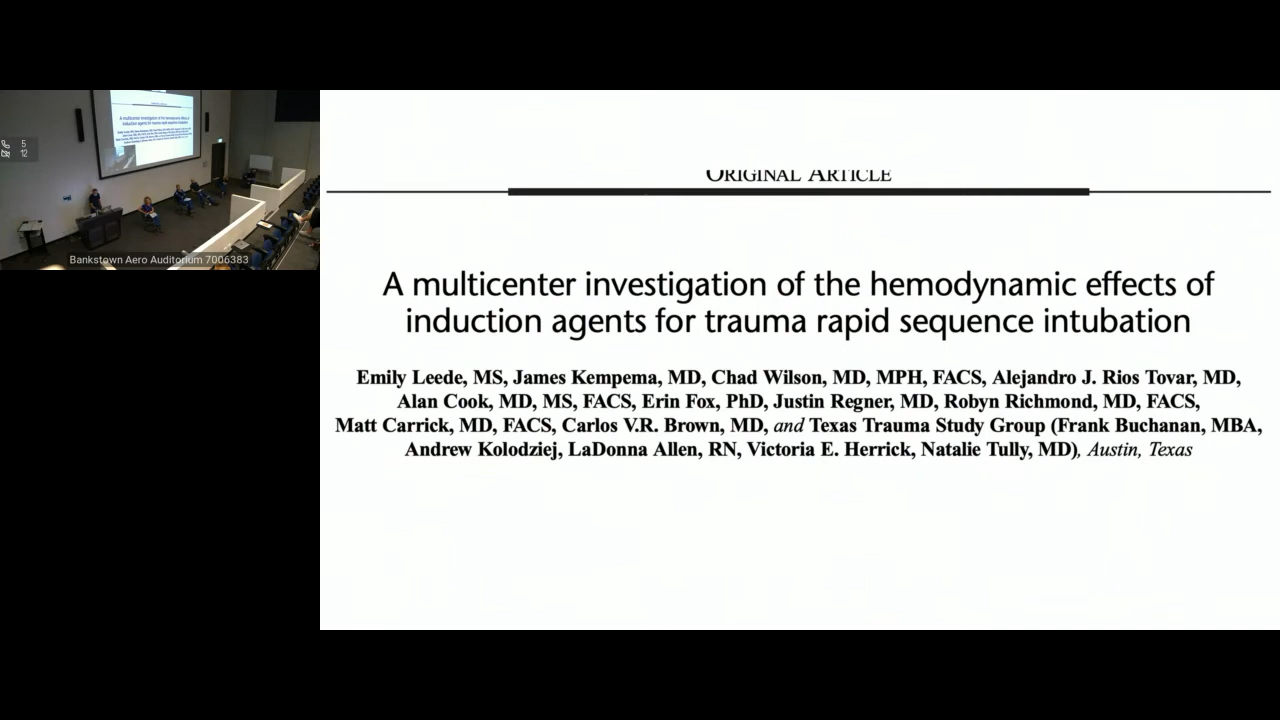 5
12
Bankstown Aero Auditorium 7006383
ORIGINAL ARTICLE
A multicenter investigation of the hemodynamic effects of
induction agents for trauma rapid sequence intubation
Emily Leede, MS, James Kempema, MD, Chad Wilson, MD, MPH, FACS, Alejandro J. Rios Tovar, MD,
Alan Cook, MD, MS, FACS, Erin Fox, PhD, Justin Regner, MD, Robyn Richmond, MD, FACS,
Matt Carrick, MD, FACS, Carlos V.R. Brown, MD, and Texas Trauma Study Group (Frank Buchanan, MBA,
Andrew Kolodziej, LaDonna Allen, RN, Victoria E. Herrick, Natalie Tully, MD), Austin, Texas